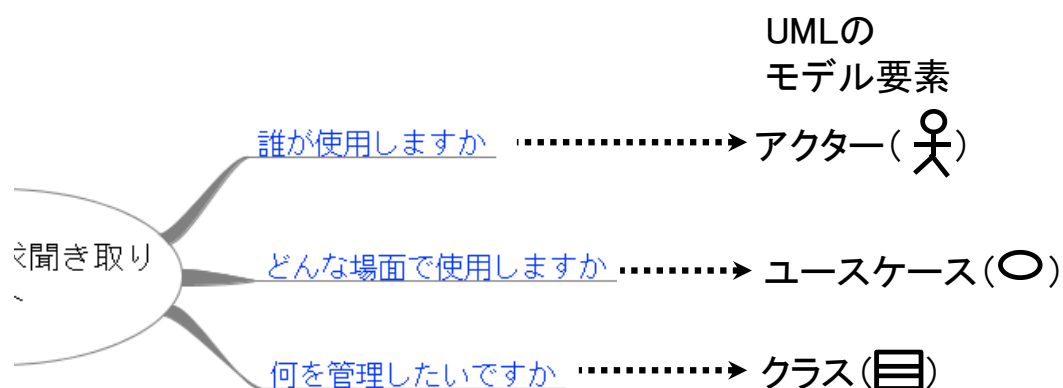 UMLの
モデル要素
誰が使用しますか
アクター( )
聞き取り
どんな場面で使用しますか
ユースケース( )
何を管理したいですか
クラス( )